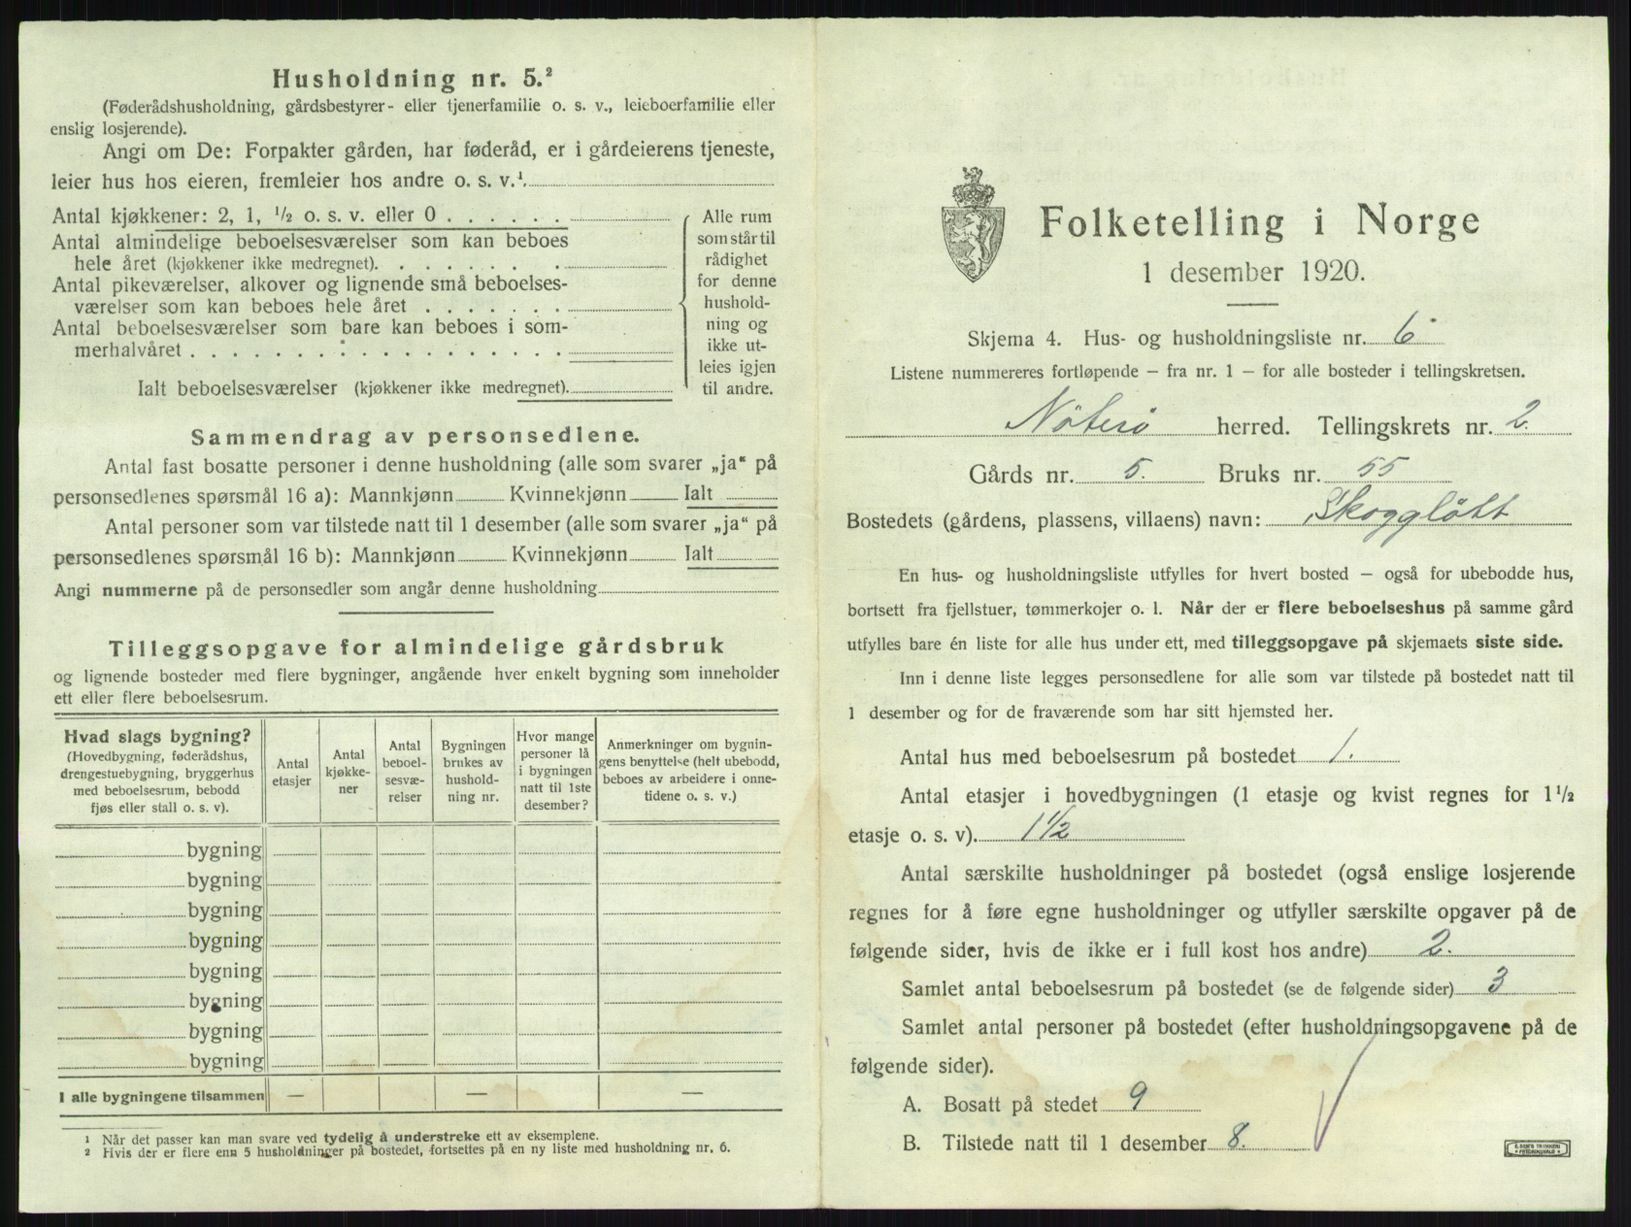 Husholdning nr. 5.²
(Føderådshusholdning, gårdsbestyrer- eller tjenerfamilie o. s. v., leieboerfamilie eller
enslig losjerende).
Angi om De: Forpakter gården, har føderåd, er i gårdeierens tjeneste,
leier hus hos eieren, fremleier hos andre o. s. v.¹.
Antal kjøkkener: 2, 1, ½ o. s. v. eller 0 . . . . . .
Antal almindelige beboelsesværelser som kan beboes
hele året (kjøkkener ikke medregnet). . . . . . . .
Antal pikeværelser, alkover og lignende små beboelses-
værelser som kan beboes hele året . . . . . . .
Antal beboelsesværelser som bare kan beboes i som-
merhalvåret . . . . . . . . . . . . . . . . . .
Ialt beboelsesværelser (kjøkkener ikke medregnet).
Alle rum
som står til
rådighet
for denne
hushold-
ning og
ikke ut-
leies igjen
til andre.
Sammendrag av personsedlene.
Antal fast bosatte personer i denne husholdning (alle som svarer „ja“ på
personsedlenes spørsmål 16 a): Mannkjønn Kvinnekjønn Ialt
Antal personer som var tilstede natt til 1 desember (alle som svarer „ja“ på
personsedlenes spørsmål 16 b): Mannkjønn Kvinnekjønn Ialt
Angi nummerne på de personsedler som angår denne husholdning
Tilleggsopgave for almindelige gårdsbruk
og lignende bosteder med flere bygninger, angående hver enkelt bygning som inneholder
ett eller flere beboelsesrum.
Hvad slags bygning?
(Hovedbygning, føderådshus,
drengestuebygning, bryggerhus
med beboelsesrum, bebodd
fjøs eller stall o. s. v).
Antal
etasjer
Antal
kjøkke-
ner
Antal
beboel-
sesvæ-
relser
Bygningen
brukes av
hushold-
ning nr.
Hvor mange
personer lå
i bygningen
natt til 1ste
desember?
Anmerkninger om bygnin-
gens benyttelse (helt ubebodd,
beboes av arbeidere i onne-
tidene o. s. v.)
bygning
bygning
bygning
bygning
bygning
bygning
bygning
bygning
I alle bygningene tilsammen — — —
¹ Når det passer kan man svare ved tydelig å understreke ett av eksemplene.
² Hvis der er flere enn 5 husholdninger på bostedet, fortsettes på en ny liste med husholdning nr. 6.
Folketelling i Norge
1 desember 1920.
Skjema 4. Hus- og husholdningsliste nr. 6
Listene nummereres fortløpende — fra nr. 1 — for alle bosteder i tellingskretsen.
Nøterø herred. Tellingskrets nr. 2.
Gårds nr. 5. Bruks nr. 55
Bostedets (gårdens, plassens, villaens) navn: Skoggløtt
En hus- og husholdningsliste utfylles for hvert bosted — også for ubebodde hus,
bortsett fra fjellstuer, tømmerkojer o. l. Når der er flere beboelseshus på samme gård
utfylles bare én liste for alle hus under ett, med tilleggsopgave på skjemaets siste side.
Inn i denne liste legges personsedlene for alle som var tilstede på bostedet natt til
1 desember og for de fraværende som har sitt hjemsted her.
Antal hus med beboelsesrum på bostedet 1.
Antal etasjer i hovedbygningen (1 etasje og kvist regnes for 1½
etasje o. s. v). 1½
Antal særskilte husholdninger på bostedet (også enslige losjerende
regnes for å føre egne husholdninger og utfyller særskilte opgaver på de
følgende sider, hvis de ikke er i full kost hos andre) 2.
Samlet antal beboelsesrum på bostedet (se de følgende sider) 3
Samlet antal personer på bostedet (efter husholdningsopgavene på de
følgende sider).
A. Bosatt på stedet 9
B. Tilstede natt til 1 desember 8.